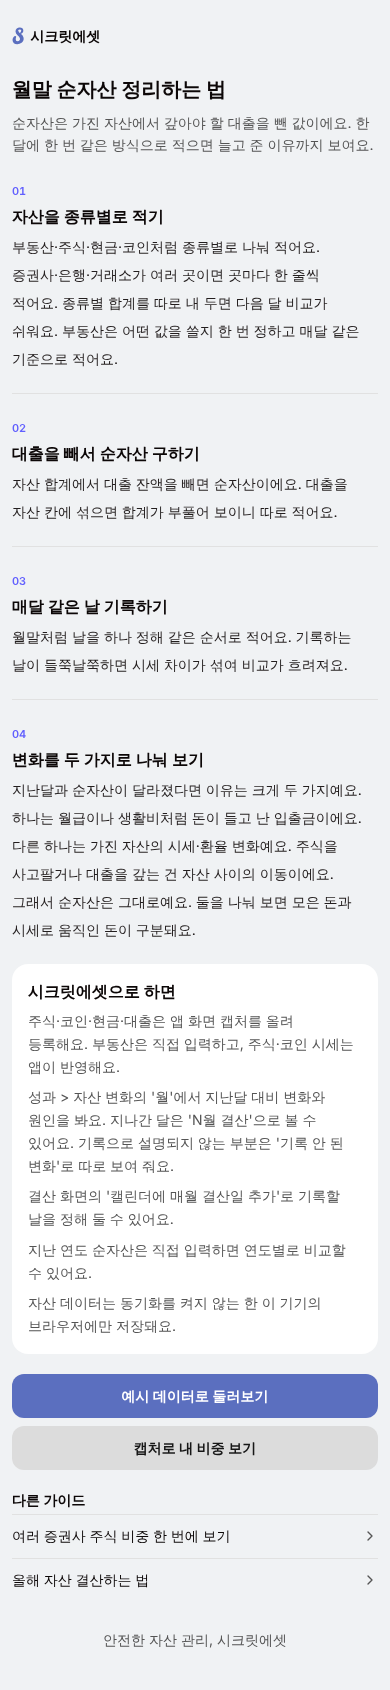 시크릿에셋
월말 순자산 정리하는 법
순자산은 가진 자산에서 갚아야 할 대출을 뺀 값이에요. 한
달에 한 번 같은 방식으로 적으면 늘고 준 이유까지 보여요.
01
자산을 종류별로 적기
부동산·주식·현금·코인처럼 종류별로 나눠 적어요.
증권사·은행·거래소가 여러 곳이면 곳마다 한 줄씩
적어요. 종류별 합계를 따로 내 두면 다음 달 비교가
쉬워요. 부동산은 어떤 값을 쓸지 한 번 정하고 매달 같은
기준으로 적어요.
02
대출을 빼서 순자산 구하기
자산 합계에서 대출 잔액을 빼면 순자산이에요. 대출을
자산 칸에 섞으면 합계가 부풀어 보이니 따로 적어요.
03
매달 같은 날 기록하기
월말처럼 날을 하나 정해 같은 순서로 적어요. 기록하는
날이 들쭉날쭉하면 시세 차이가 섞여 비교가 흐려져요.
04
변화를 두 가지로 나눠 보기
지난달과 순자산이 달라졌다면 이유는 크게 두 가지예요.
하나는 월급이나 생활비처럼 돈이 들고 난 입출금이에요.
다른 하나는 가진 자산의 시세·환율 변화예요. 주식을
사고팔거나 대출을 갚는 건 자산 사이의 이동이에요.
그래서 순자산은 그대로예요. 둘을 나눠 보면 모은 돈과
시세로 움직인 돈이 구분돼요.
시크릿에셋으로 하면
주식·코인·현금·대출은 앱 화면 캡처를 올려
등록해요. 부동산은 직접 입력하고, 주식·코인 시세는
앱이 반영해요.
성과 > 자산 변화의 '월'에서 지난달 대비 변화와
원인을 봐요. 지나간 달은 'N월 결산'으로 볼 수
있어요. 기록으로 설명되지 않는 부분은 '기록 안 된
변화'로 따로 보여 줘요.
결산 화면의 '캘린더에 매월 결산일 추가'로 기록할
날을 정해 둘 수 있어요.
지난 연도 순자산은 직접 입력하면 연도별로 비교할
수 있어요.
자산 데이터는 동기화를 켜지 않는 한 이 기기의
브라우저에만 저장돼요.
예시 데이터로 둘러보기
캡처로 내 비중 보기
다른 가이드
여러 증권사 주식 비중 한 번에 보기
올해 자산 결산하는 법
안전한 자산 관리, 시크릿에셋